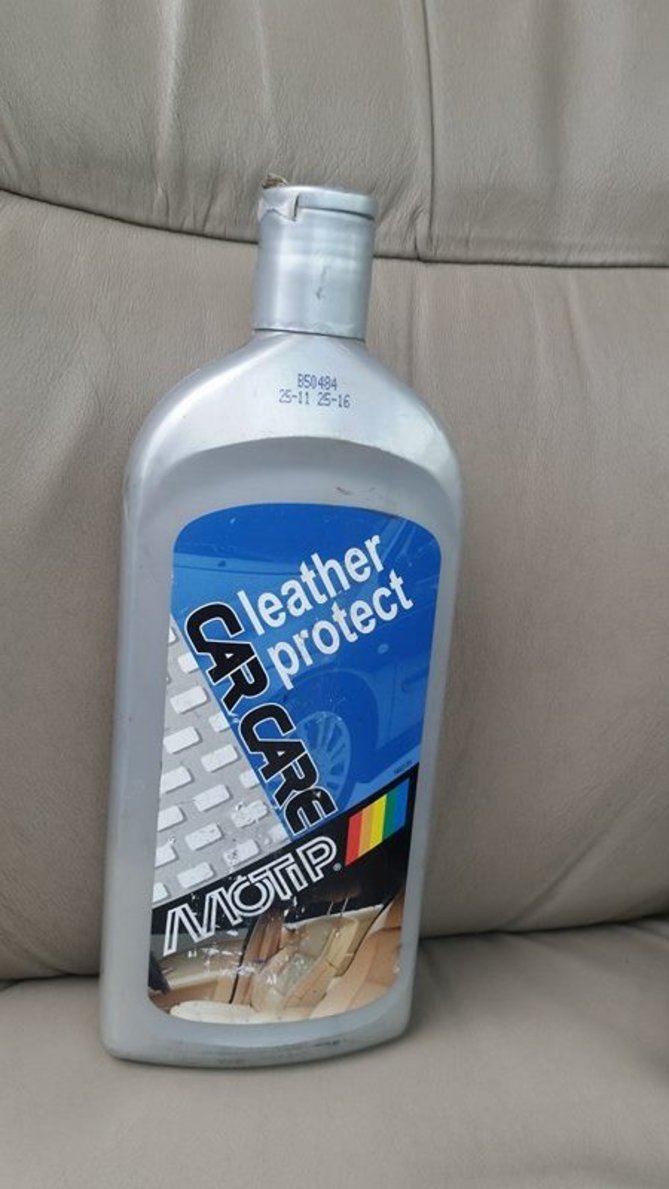 B50484
25-11 25-16
leather
protect
CAR CARE
MOTIP®